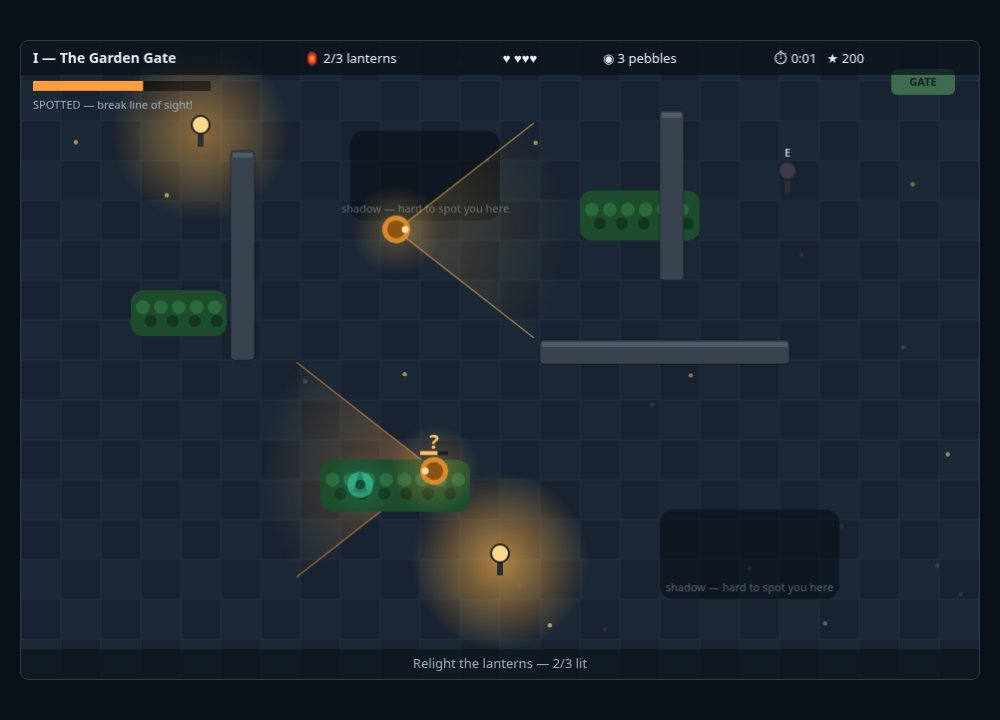 I — The Garden Gate
2/3 lanterns
♥ ♥♥♥
◉ 3 pebbles
⏱ 0:01 ★ 200
GATE
SPOTTED — break line of sight!
E
shadow — hard to spot you here
?
shadow — hard to spot you here
Relight the lanterns — 2/3 lit